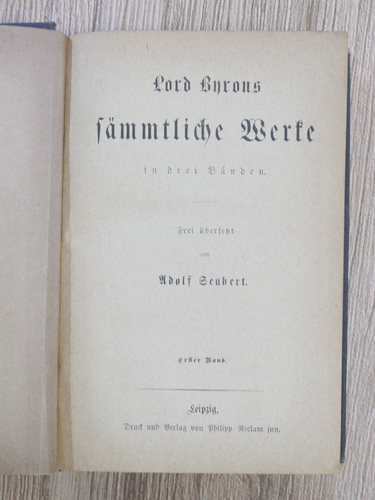 Lord Byrons
sämmtliche Werke
in drei Bänden.
Frei übersetzt
von
Adolf Seubert.
Erster Band.
Leipzig.
Druck und Verlag von Philipp Reclam jun.